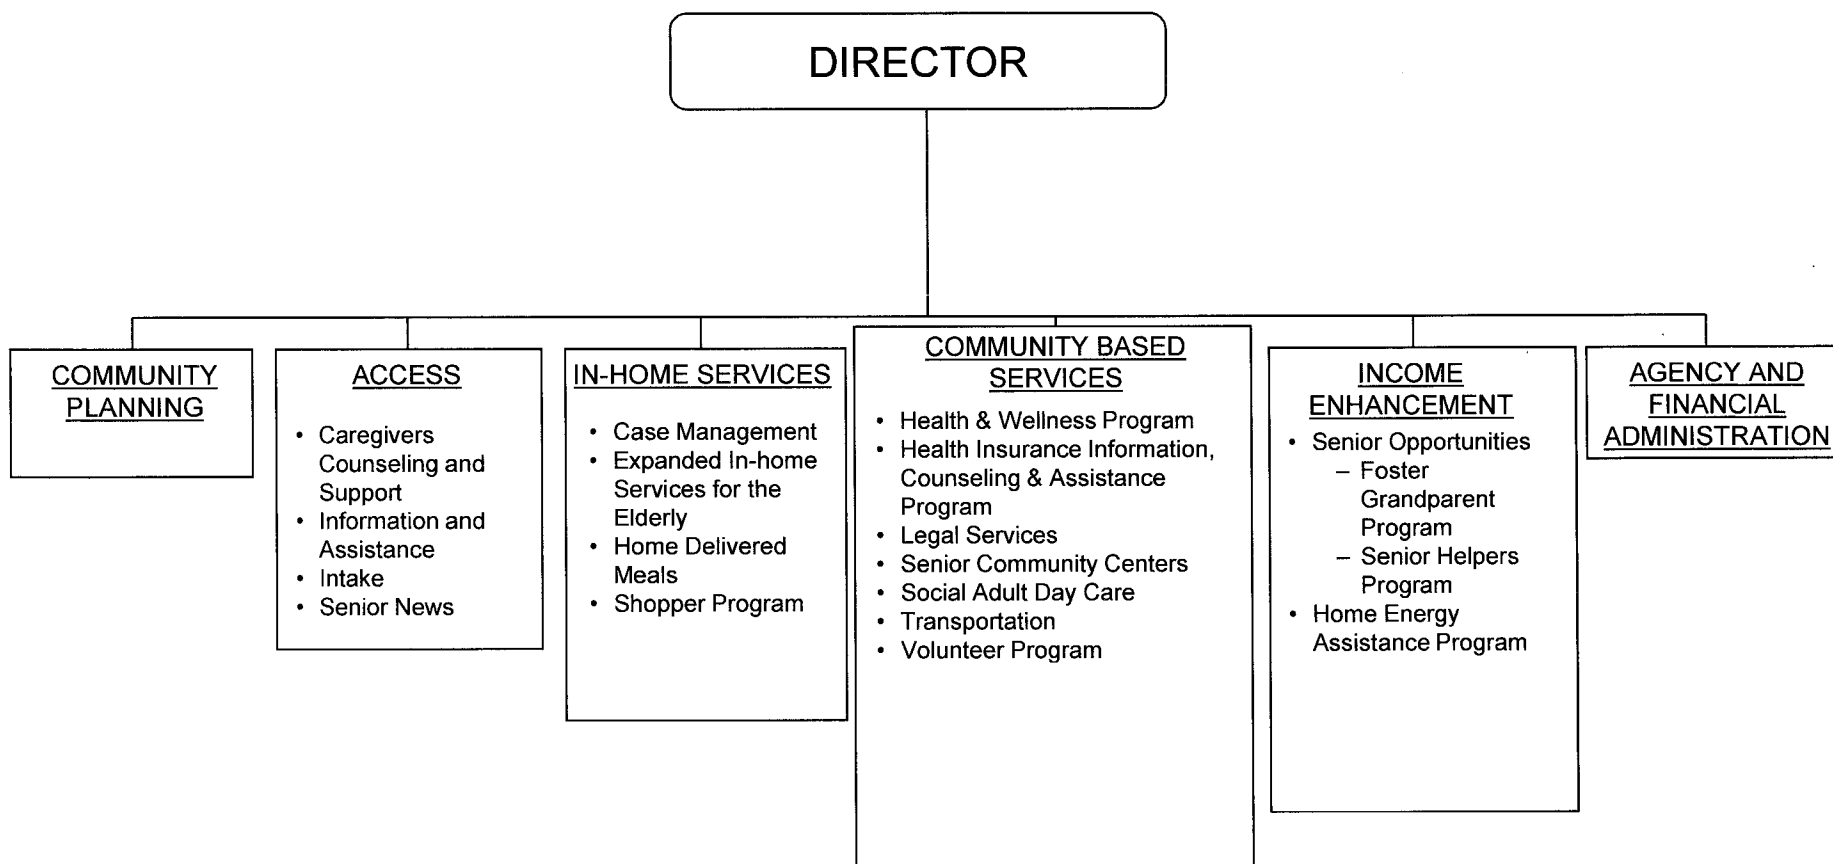 DIRECTOR
COMMUNITY
PLANNING
ACCESS
• Caregivers
Counseling and
Support
• Information and
Assistance
• Intake
• Senior News
IN-HOME SERVICES
• Case Management
• Expanded In-home
Services for the
Elderly
• Home Delivered
Meals
• Shopper Program
COMMUNITY BASED
SERVICES
• Health & Wellness Program
• Health Insurance Information,
Counseling & Assistance
Program
• Legal Services
• Senior Community Centers
• Social Adult Day Care
• Transportation
• Volunteer Program
INCOME
ENHANCEMENT
• Senior Opportunities
– Foster
Grandparent
Program
– Senior Helpers
Program
• Home Energy
Assistance Program
AGENCY AND
FINANCIAL
ADMINISTRATION